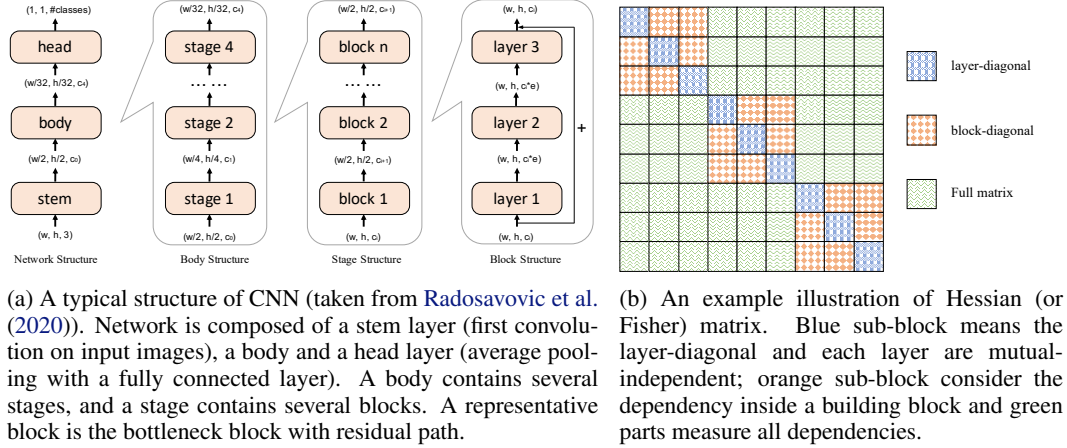 (1, 1, #classes)
head
(w/32, h/32, c₄)
body
(w/2, h/2, c₀)
stem
(w, h, 3)
Network Structure
(w/32, h/32, c₄)
stage 4
... ...
stage 2
(w/4, h/4, c₁)
stage 1
(w/2, h/2, c₀)
Body Structure
(w/2, h/2, cᵢ₊₁)
block n
... ...
block 2
(w/2, h/2, cᵢ₊₁)
block 1
(w, h, cᵢ)
Stage Structure
(w, h, cᵢ)
layer 3
(w, h, cᵢ*e)
layer 2
+
(w, h, cᵢ*e)
layer 1
(w, h, cᵢ)
Block Structure
layer-diagonal
block-diagonal
Full matrix
(a) A typical structure of CNN (taken from Radosavovic et al.
(2020)). Network is composed of a stem layer (first convolu-
tion on input images), a body and a head layer (average pool-
ing with a fully connected layer). A body contains several
stages, and a stage contains several blocks. A representative
block is the bottleneck block with residual path.
(b) An example illustration of Hessian (or
Fisher) matrix. Blue sub-block means the
layer-diagonal and each layer are mutual-
independent; orange sub-block consider the
dependency inside a building block and green
parts measure all dependencies.